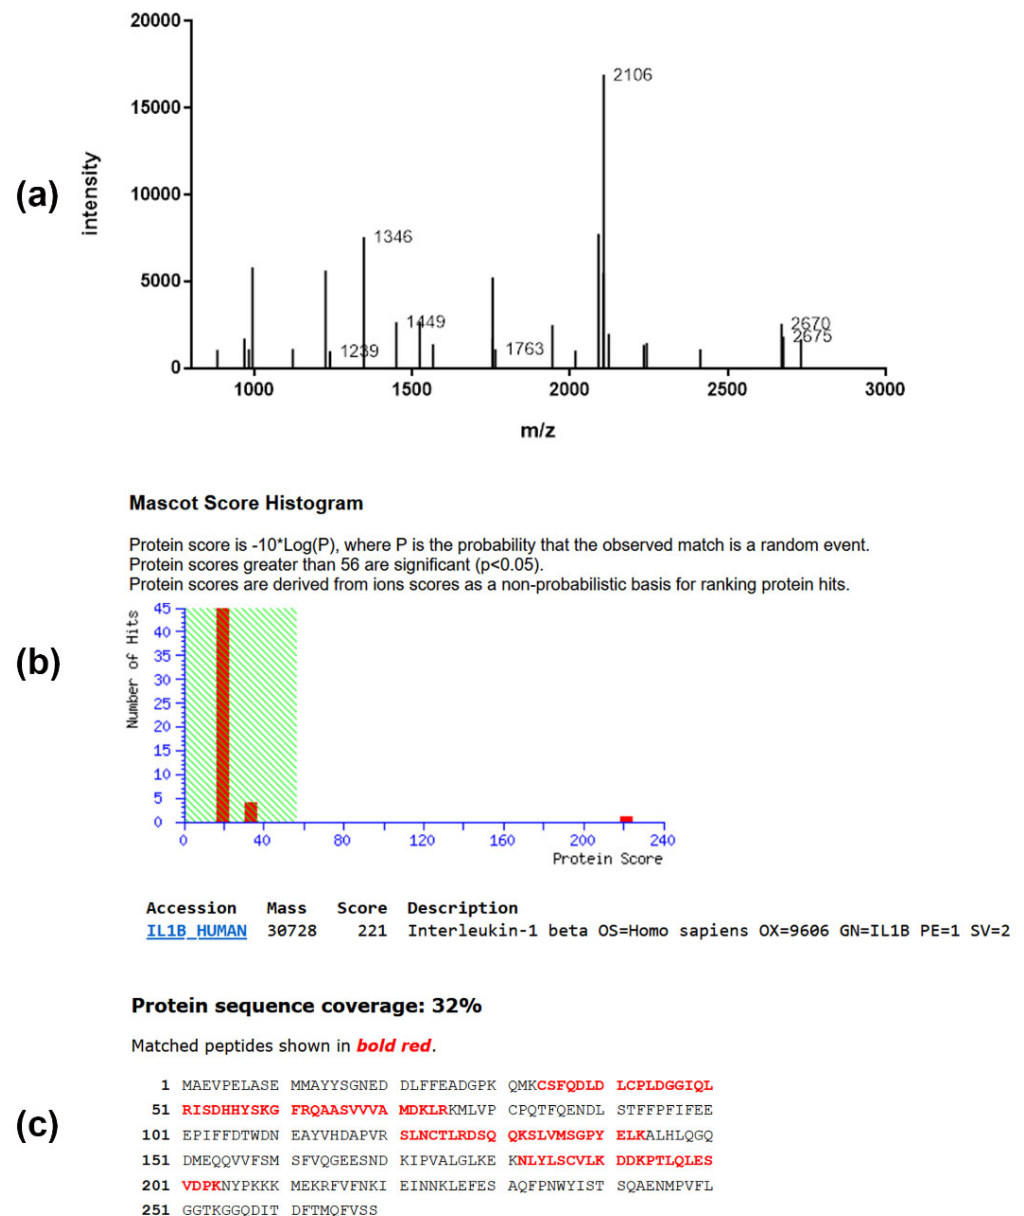 (a)
intensity
20000
15000
10000
5000
0
2106
1346
1449
1239
1763
2670
2675
1000 1500 2000 2500 3000
m/z
Mascot Score Histogram
Protein score is -10*Log(P), where P is the probability that the observed match is a random event.
Protein scores greater than 56 are significant (p<0.05).
Protein scores are derived from ions scores as a non-probabilistic basis for ranking protein hits.
(b)
Number of Hits
45
40
35
30
25
20
15
10
5
0
0 40 80 120 160 200 240
Protein Score
Accession Mass Score Description
IL1B_HUMAN 30728 221 Interleukin-1 beta OS=Homo sapiens OX=9606 GN=IL1B PE=1 SV=2
Protein sequence coverage: 32%
Matched peptides shown in bold red.
(c)
1 MAEVPELASE MMAYYSGNED DLFFEADGPK QMKCSFQDLD LCPLDGGIQL
51 RISDHHYSKG FRQAASVVVA MDKLRKMLVP CPQTFQENDL STFFPFIFEE
101 EPIFFDTWDN EAYVHDAPVR SLNCTLRDSQ QKSLVMSGPY ELKALHLQGQ
151 DMEQQVVFSM SFVQGEESND KIPVALGLKE KNLYLSCVLK DDKPTLQLES
201 VDPKNYPKKK MEKRFVFNKI EINNKLEFES AQFPNWYIST SQAENMPVFL
251 GGTKGGQDIT DFTMQFVSS